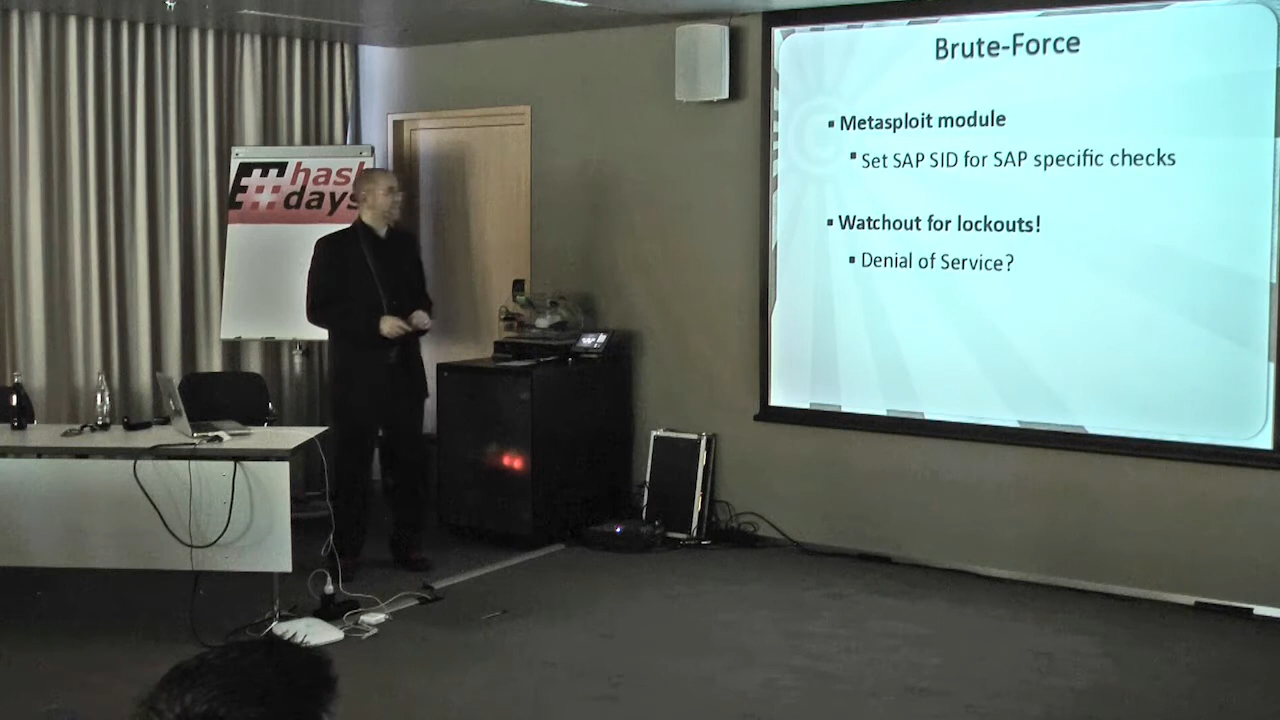 hash
days
Brute-Force
▪ Metasploit module
▪ Set SAP SID for SAP specific checks
▪ Watchout for lockouts!
▪ Denial of Service?